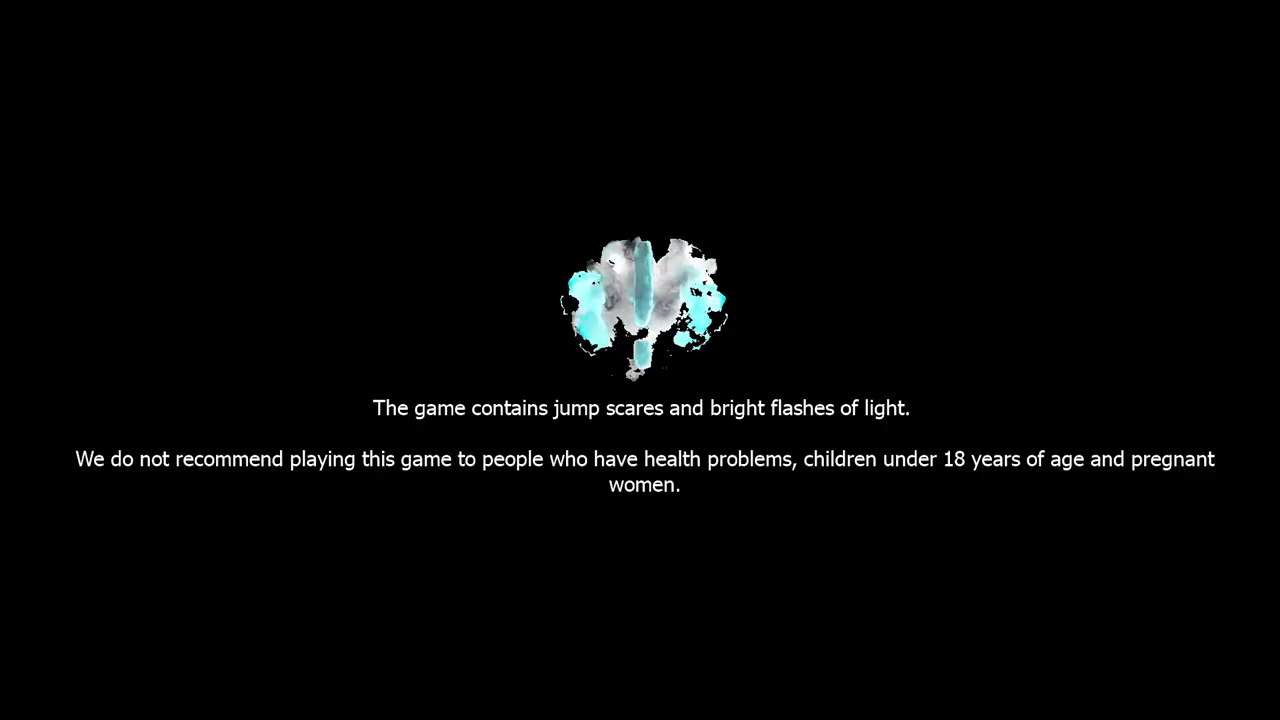 The game contains jump scares and bright flashes of light.
We do not recommend playing this game to people who have health problems, children under 18 years of age and pregnant
women.